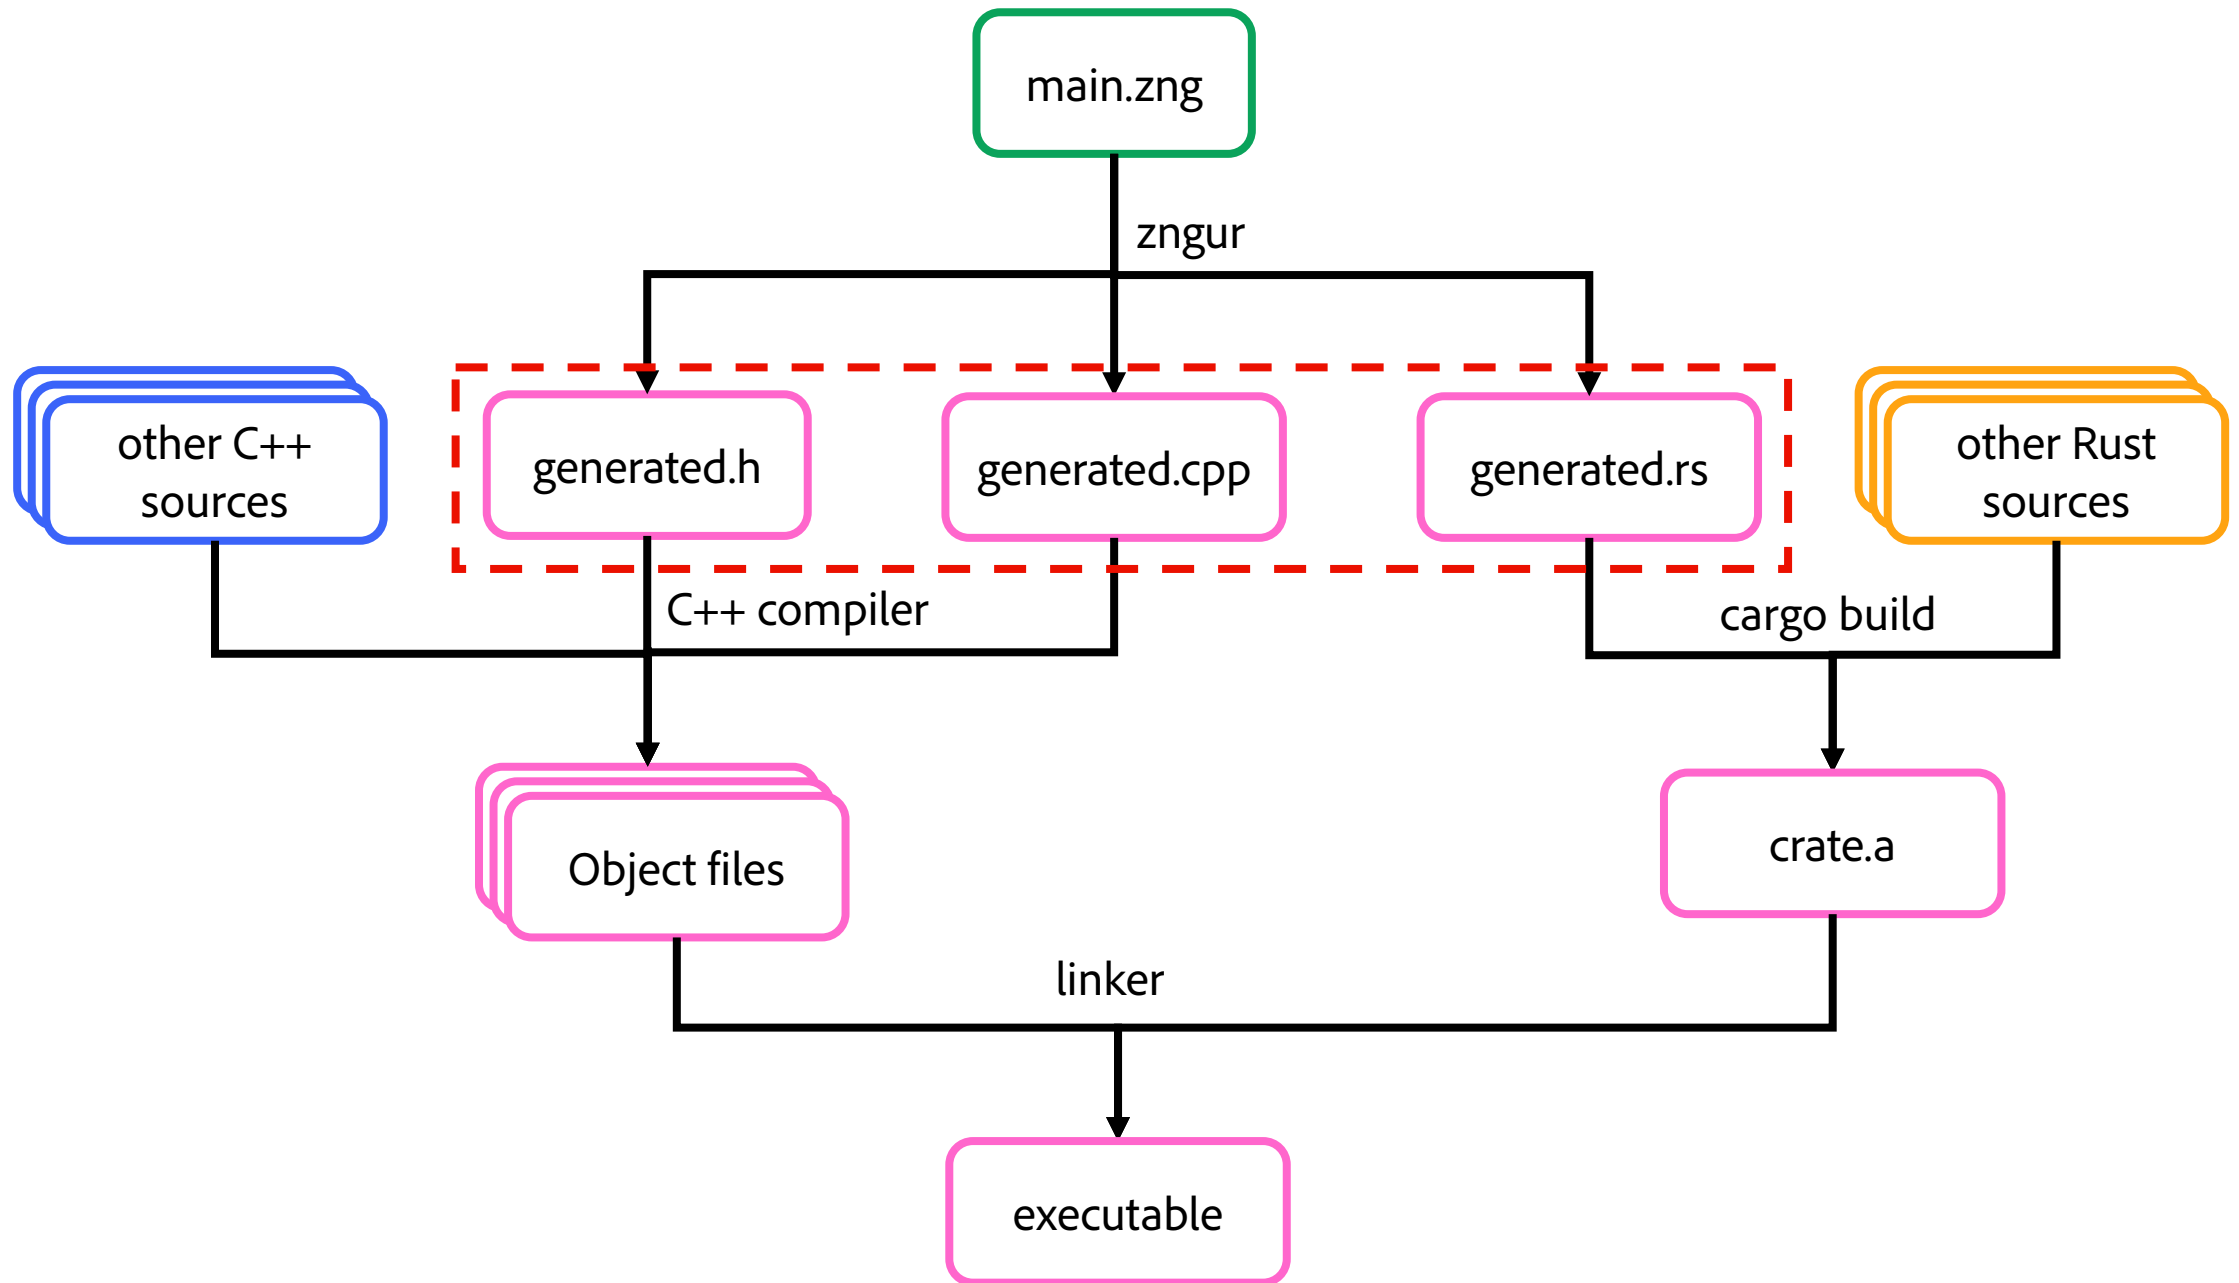 main.zng
zngur
other C++
sources
generated.h
generated.cpp
generated.rs
other Rust
sources
C++ compiler
cargo build
Object files
crate.a
linker
executable